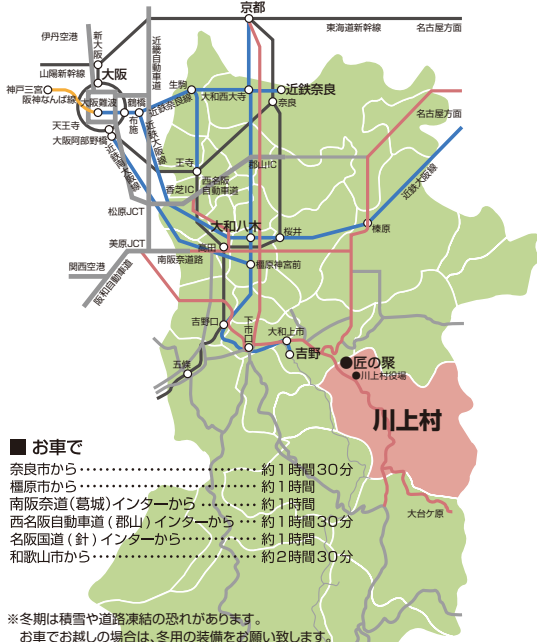 京都
東海道新幹線
名古屋方面
伊丹空港
新大阪
近畿自動車道
山陽新幹線
大阪
神戸三宮
阪神なんば線
大阪難波
鶴橋
布施
生駒
近鉄奈良線
大和西大寺
近鉄奈良
奈良
名古屋方面
天王寺
大阪阿部野橋
近鉄大阪線
近鉄南大阪線
王寺
郡山IC
香芝IC
西名阪
自動車道
近鉄大阪線
松原JCT
大和八木
桜井
榛原
美原JCT
高田
南阪奈道路
橿原神宮前
関西空港
阪和自動車道
吉野口
下市口
大和上市
吉野
五條
匠の聚
川上村役場
川上村
大台ケ原
■ お車で
奈良市から・・・・・・・・・・・・・・・・・・・・・・・・・・ 約1時間30分
橿原市から・・・・・・・・・・・・・・・・・・・・・・・・・・ 約1時間
南阪奈道(葛城)インターから ・・・・・・・・ 約1時間
西名阪自動車道(郡山)インターから ・・・ 約1時間30分
名阪国道(針)インターから・・・・・・・・・・・ 約1時間
和歌山市から・・・・・・・・・・・・・・・・・・・・・・・・ 約2時間30分
※冬期は積雪や道路凍結の恐れがあります。
お車でお越しの場合は、冬用の装備をお願い致します。